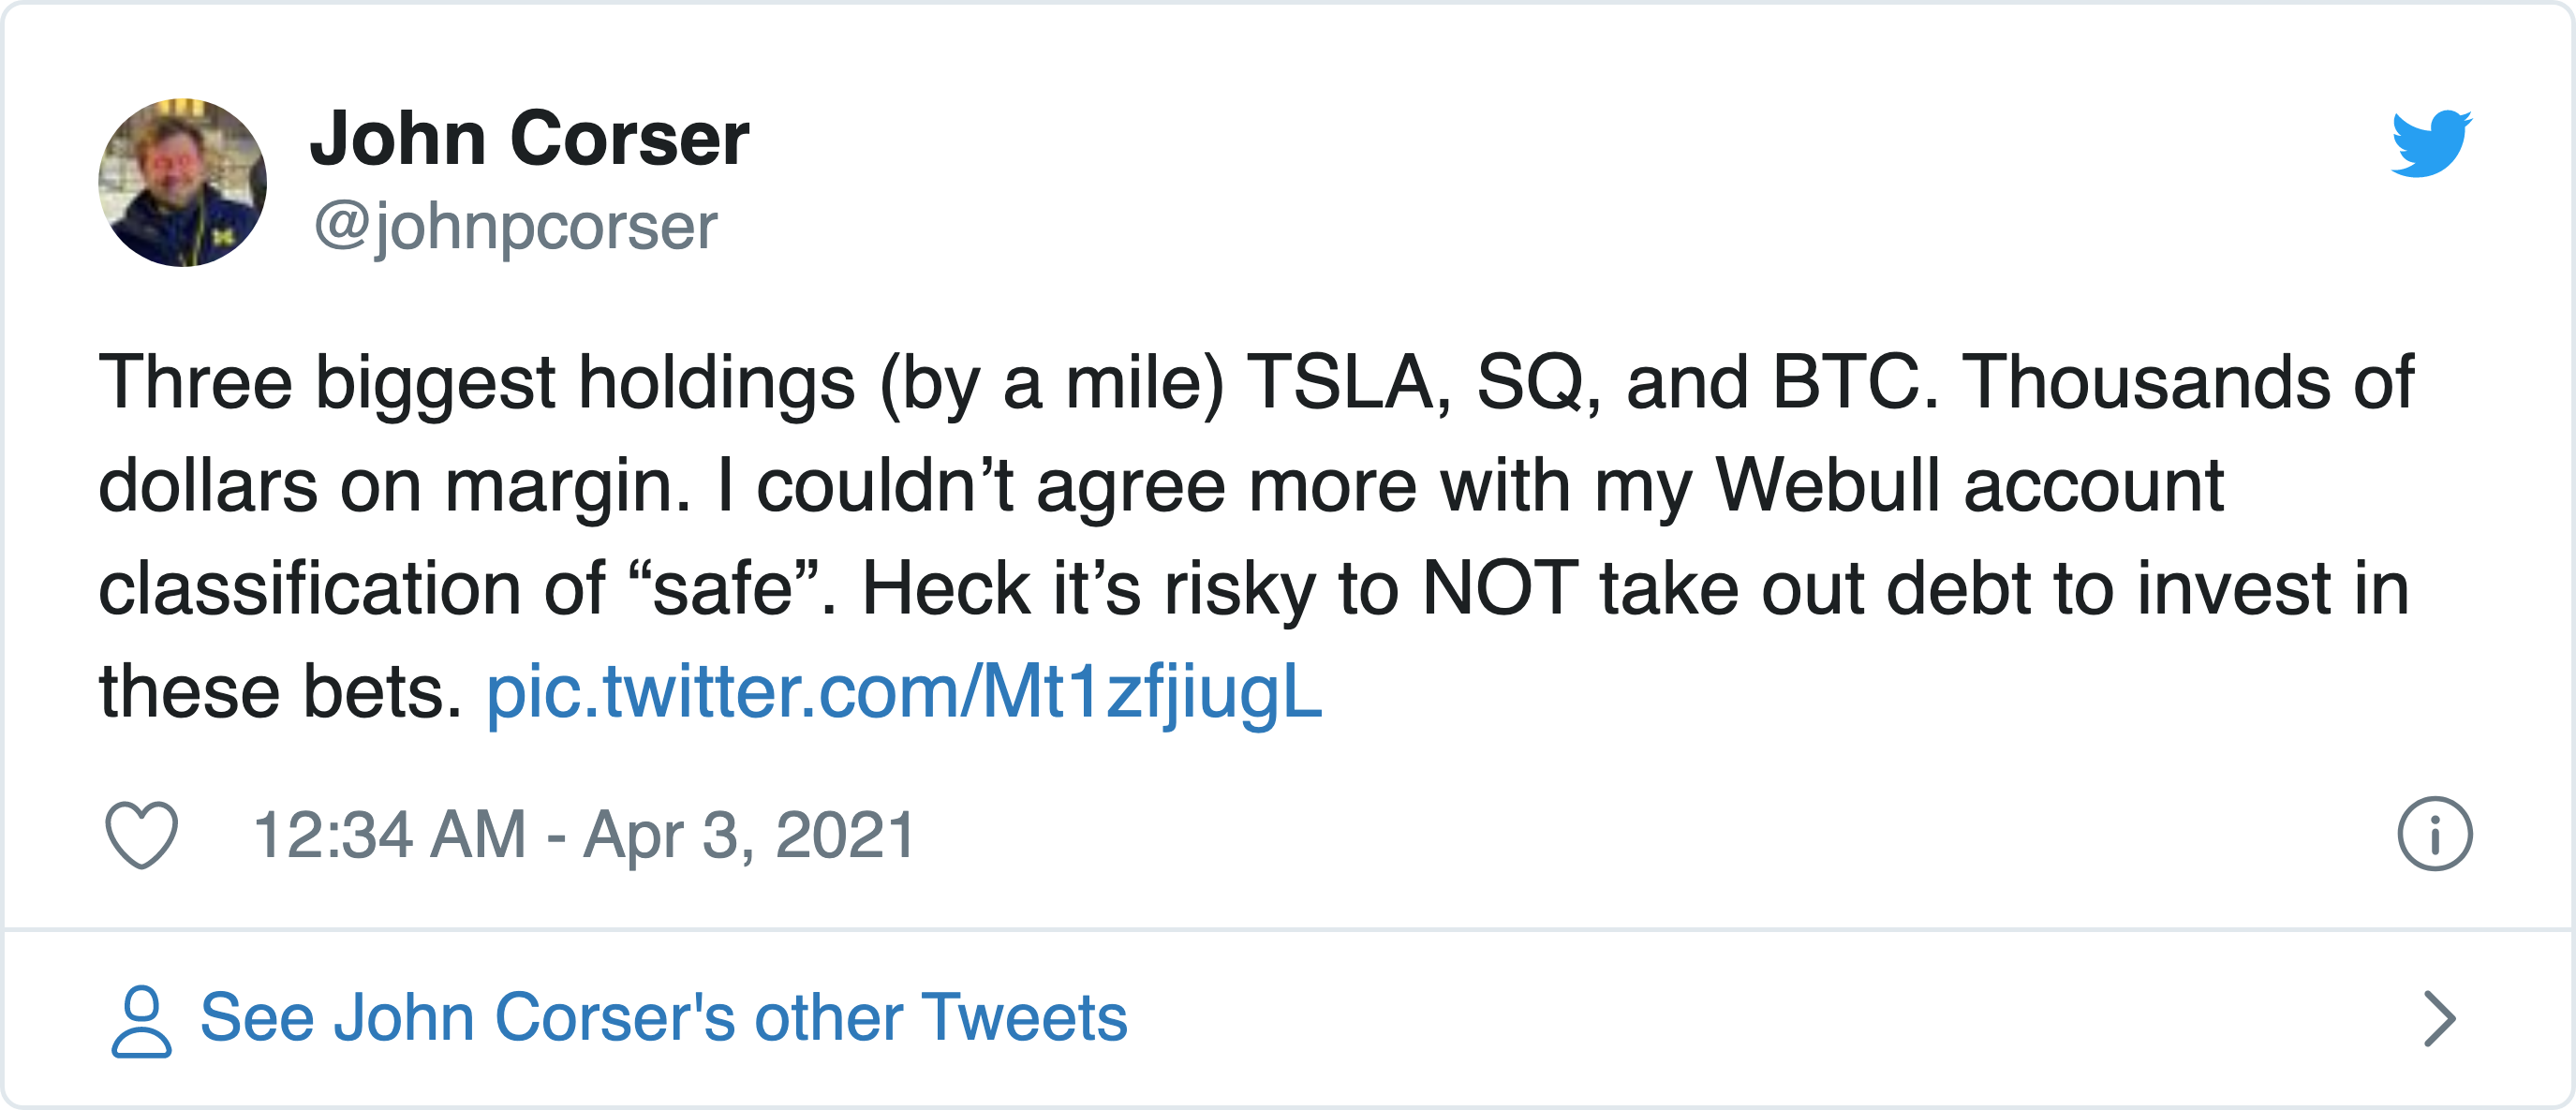 John Corser
@johnpcorser
Three biggest holdings (by a mile) TSLA, SQ, and BTC. Thousands of
dollars on margin. I couldn’t agree more with my Webull account
classification of “safe”. Heck it’s risky to NOT take out debt to invest in
these bets. pic.twitter.com/Mt1zfjiugL
12:34 AM - Apr 3, 2021
See John Corser's other Tweets